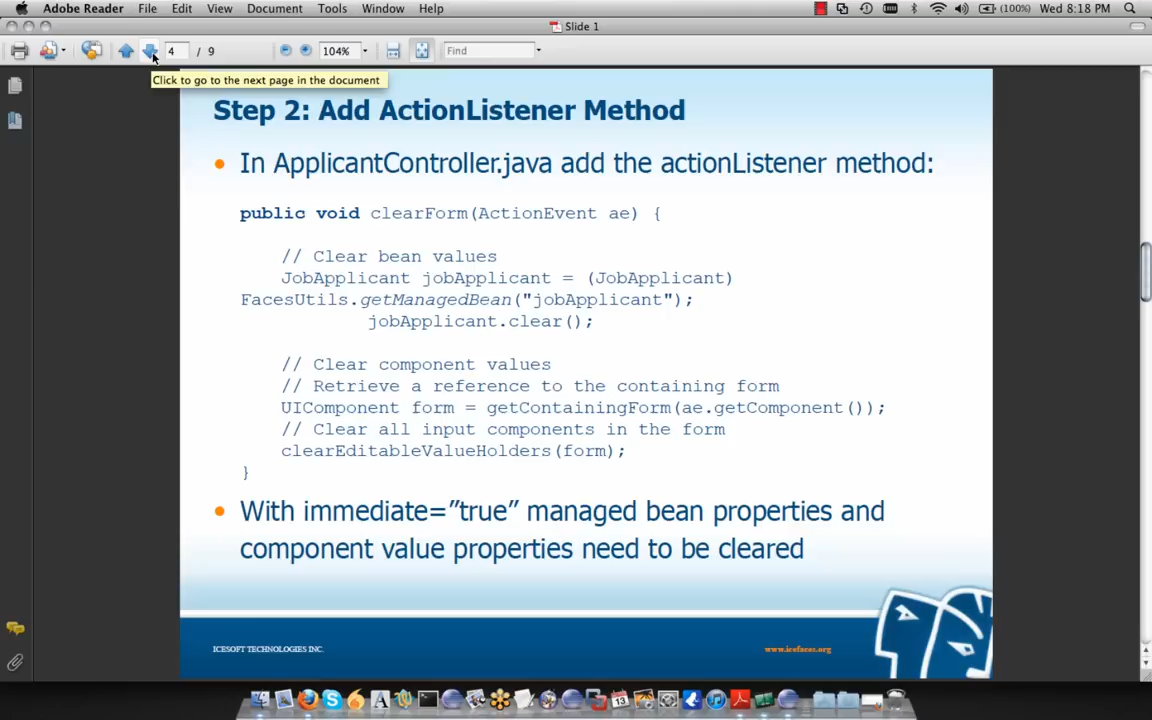 Adobe Reader File Edit View Document Tools Window Help (100%) Wed 8:18 PM
Slide 1
4 / 9 104% Find
Click to go to the next page in the document
Step 2: Add ActionListener Method
• In ApplicantController.java add the actionListener method:
public void clearForm(ActionEvent ae) {
// Clear bean values
JobApplicant jobApplicant = (JobApplicant)
FacesUtils.getManagedBean("jobApplicant");
jobApplicant.clear();
// Clear component values
// Retrieve a reference to the containing form
UIComponent form = getContainingForm(ae.getComponent());
// Clear all input components in the form
clearEditableValueHolders(form);
}
• With immediate=”true” managed bean properties and
component value properties need to be cleared
ICESOFT TECHNOLOGIES INC. www.icefaces.org
13